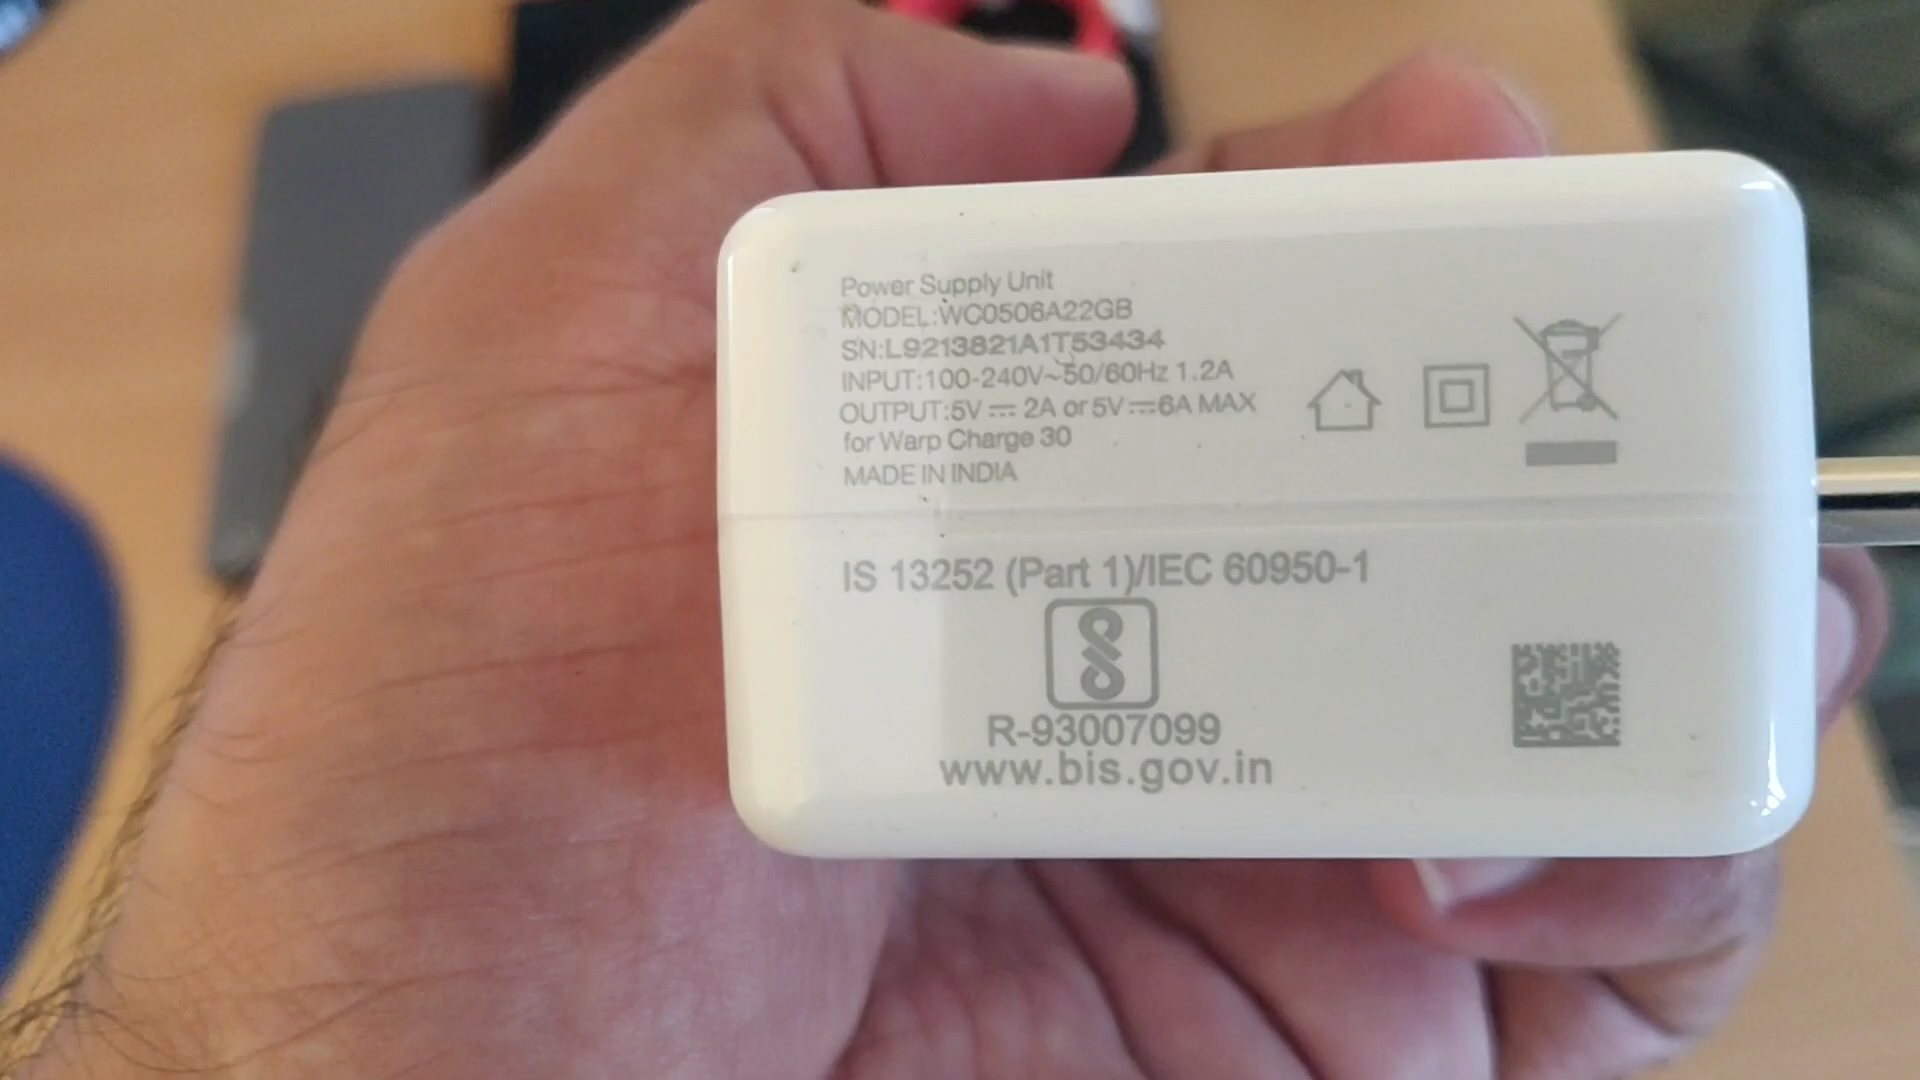 Power Supply Unit
MODEL:WC0506A22GB
SN:L9213821A1T53434
INPUT:100-240V~50/60Hz 1.2A
OUTPUT:5V⎓ 2A or 5V⎓6A MAX
for Warp Charge 30
MADE IN INDIA
IS 13252 (Part 1)/IEC 60950-1
R-93007099
www.bis.gov.in